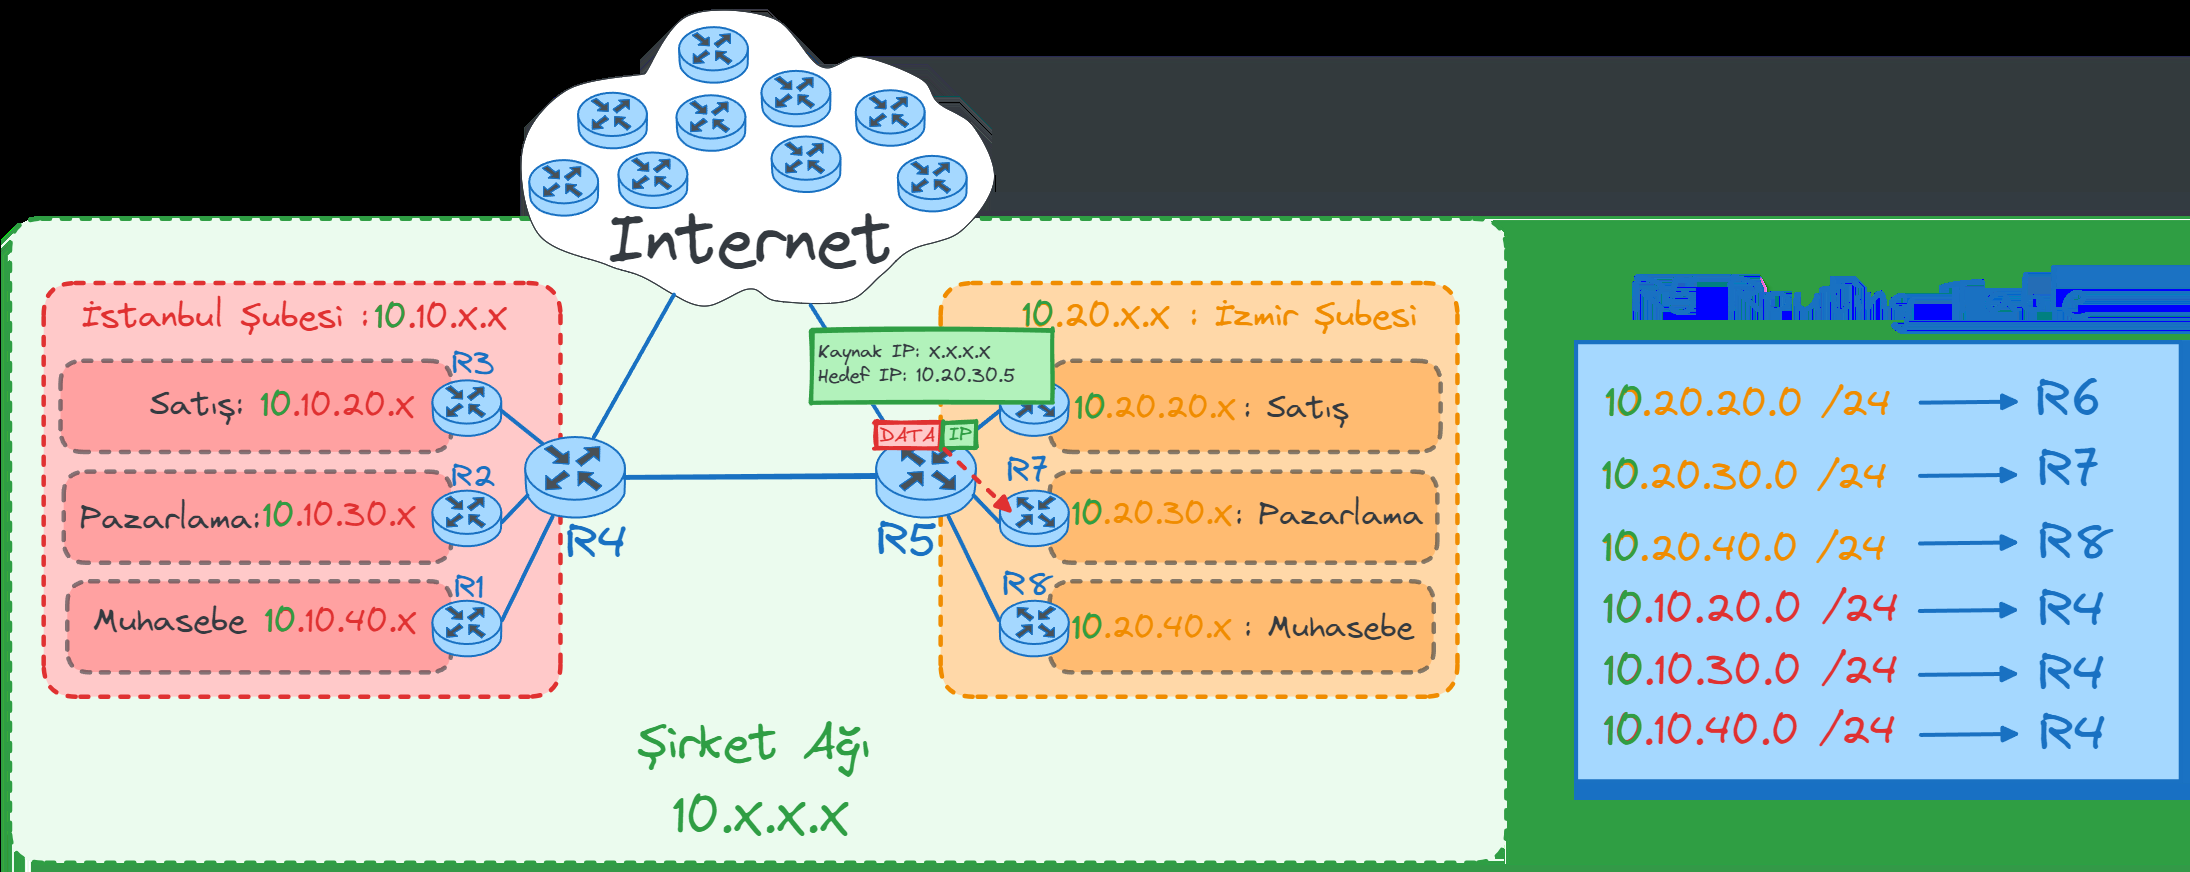 Internet
İstanbul Şubesi :10.10.x.x
R3
Satış: 10.10.20.x
R2
Pazarlama:10.10.30.x
R1
Muhasebe 10.10.40.x
R4
Kaynak IP: x.x.x.x
Hedef IP: 10.20.30.5
DATA IP
R5
10.20.x.x : İzmir Şubesi
10.20.20.x : Satış
R7
10.20.30.x : Pazarlama
R8
10.20.40.x : Muhasebe
Şirket Ağı
10.x.x.x
10.20.20.0 /24 R6
10.20.30.0 /24 R7
10.20.40.0 /24 R8
10.10.20.0 /24 R4
10.10.30.0 /24 R4
10.10.40.0 /24 R4